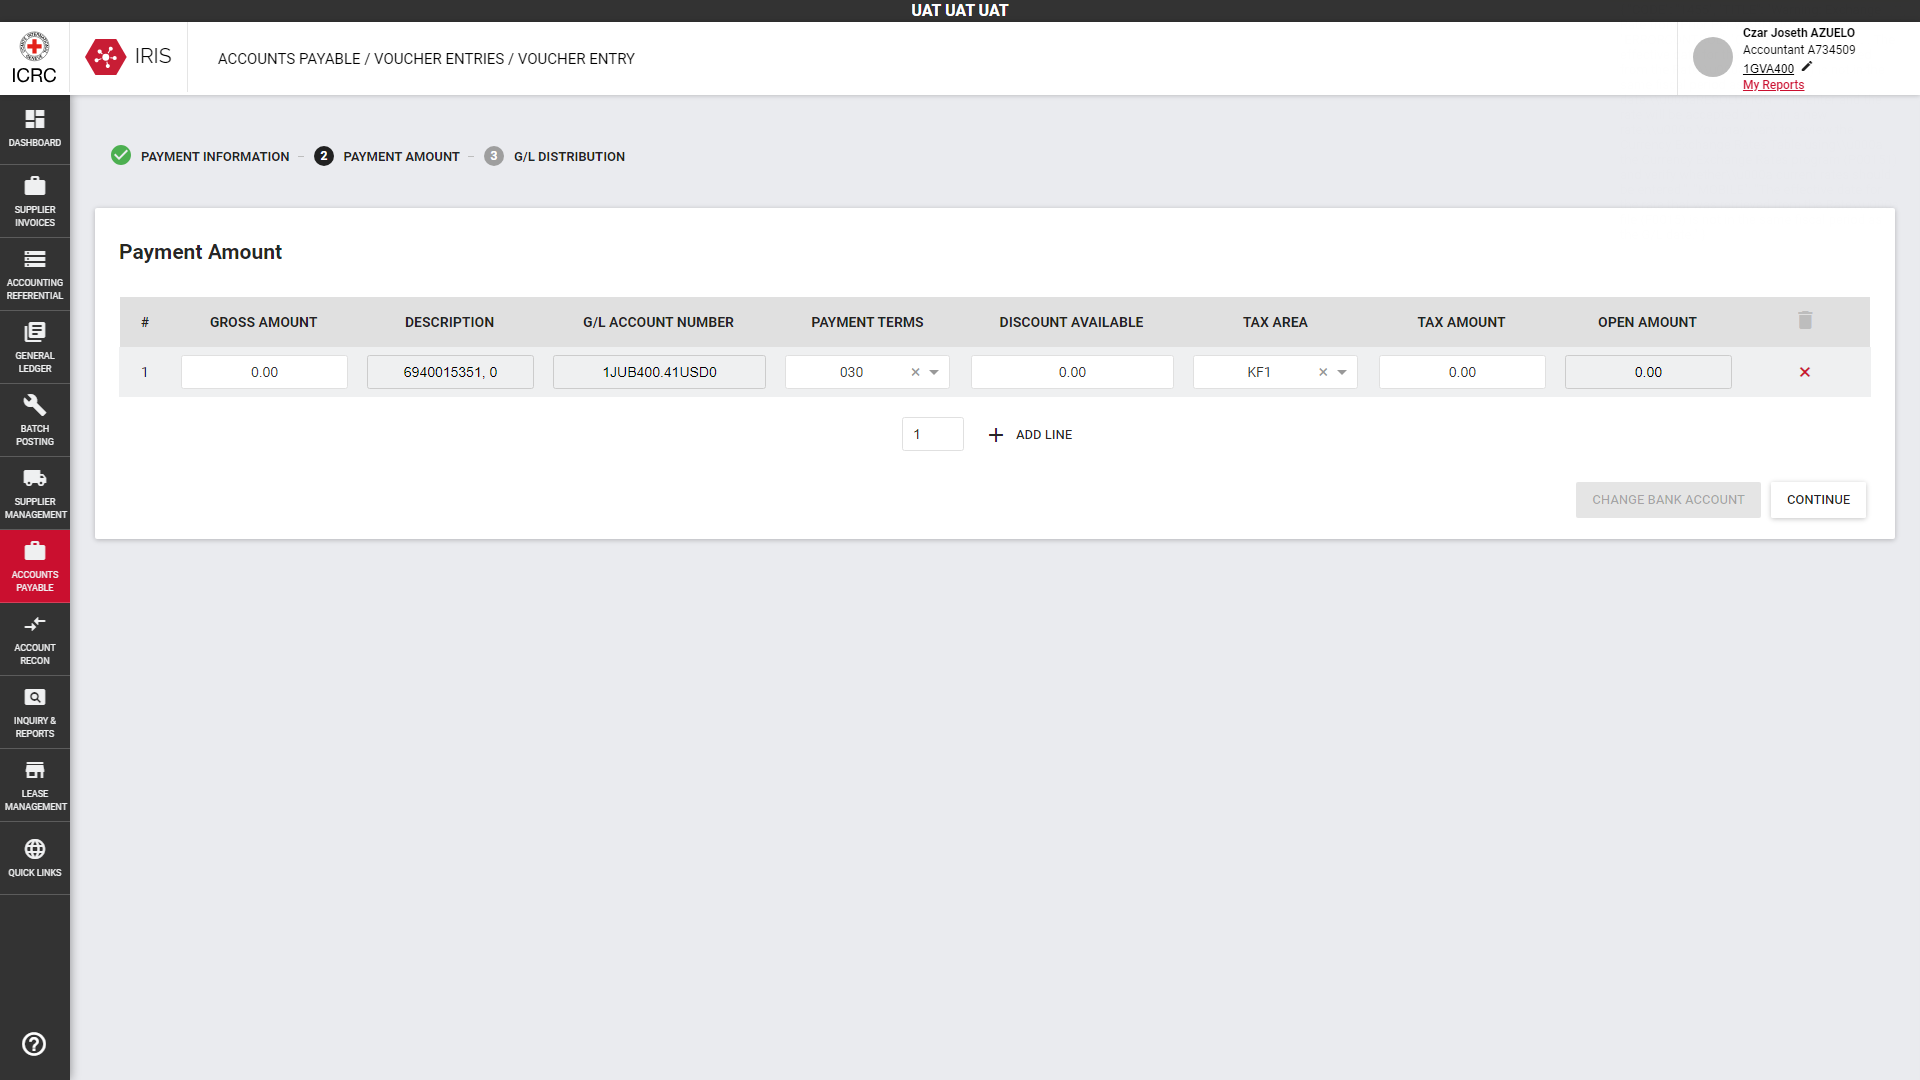 UAT UAT UAT
ICRC
IRIS
ACCOUNTS PAYABLE / VOUCHER ENTRIES / VOUCHER ENTRY
Czar Joseth AZUELO
Accountant A734509
1GVA400
My Reports
DASHBOARD
SUPPLIER
INVOICES
ACCOUNTING
REFERENTIAL
GENERAL
LEDGER
BATCH
POSTING
SUPPLIER
MANAGEMENT
ACCOUNTS
PAYABLE
ACCOUNT
RECON
INQUIRY &
REPORTS
LEASE
MANAGEMENT
QUICK LINKS
PAYMENT INFORMATION – 2 PAYMENT AMOUNT – 3 G/L DISTRIBUTION
Payment Amount
# GROSS AMOUNT DESCRIPTION G/L ACCOUNT NUMBER PAYMENT TERMS DISCOUNT AVAILABLE TAX AREA TAX AMOUNT OPEN AMOUNT
1 0.00 6940015351, 0 1JUB400.41USD0 030 0.00 KF1 0.00 0.00
1 ADD LINE
CHANGE BANK ACCOUNT CONTINUE